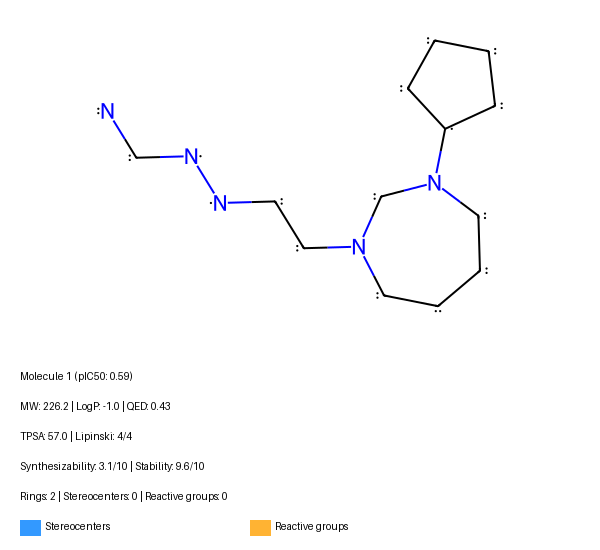 N
N
N
N
N
N
Molecule 1 (pIC50: 0.59)
MW: 226.2 | LogP: -1.0 | QED: 0.43
TPSA: 57.0 | Lipinski: 4/4
Synthesizability: 3.1/10 | Stability: 9.6/10
Rings: 2 | Stereocenters: 0 | Reactive groups: 0
Stereocenters Reactive groups